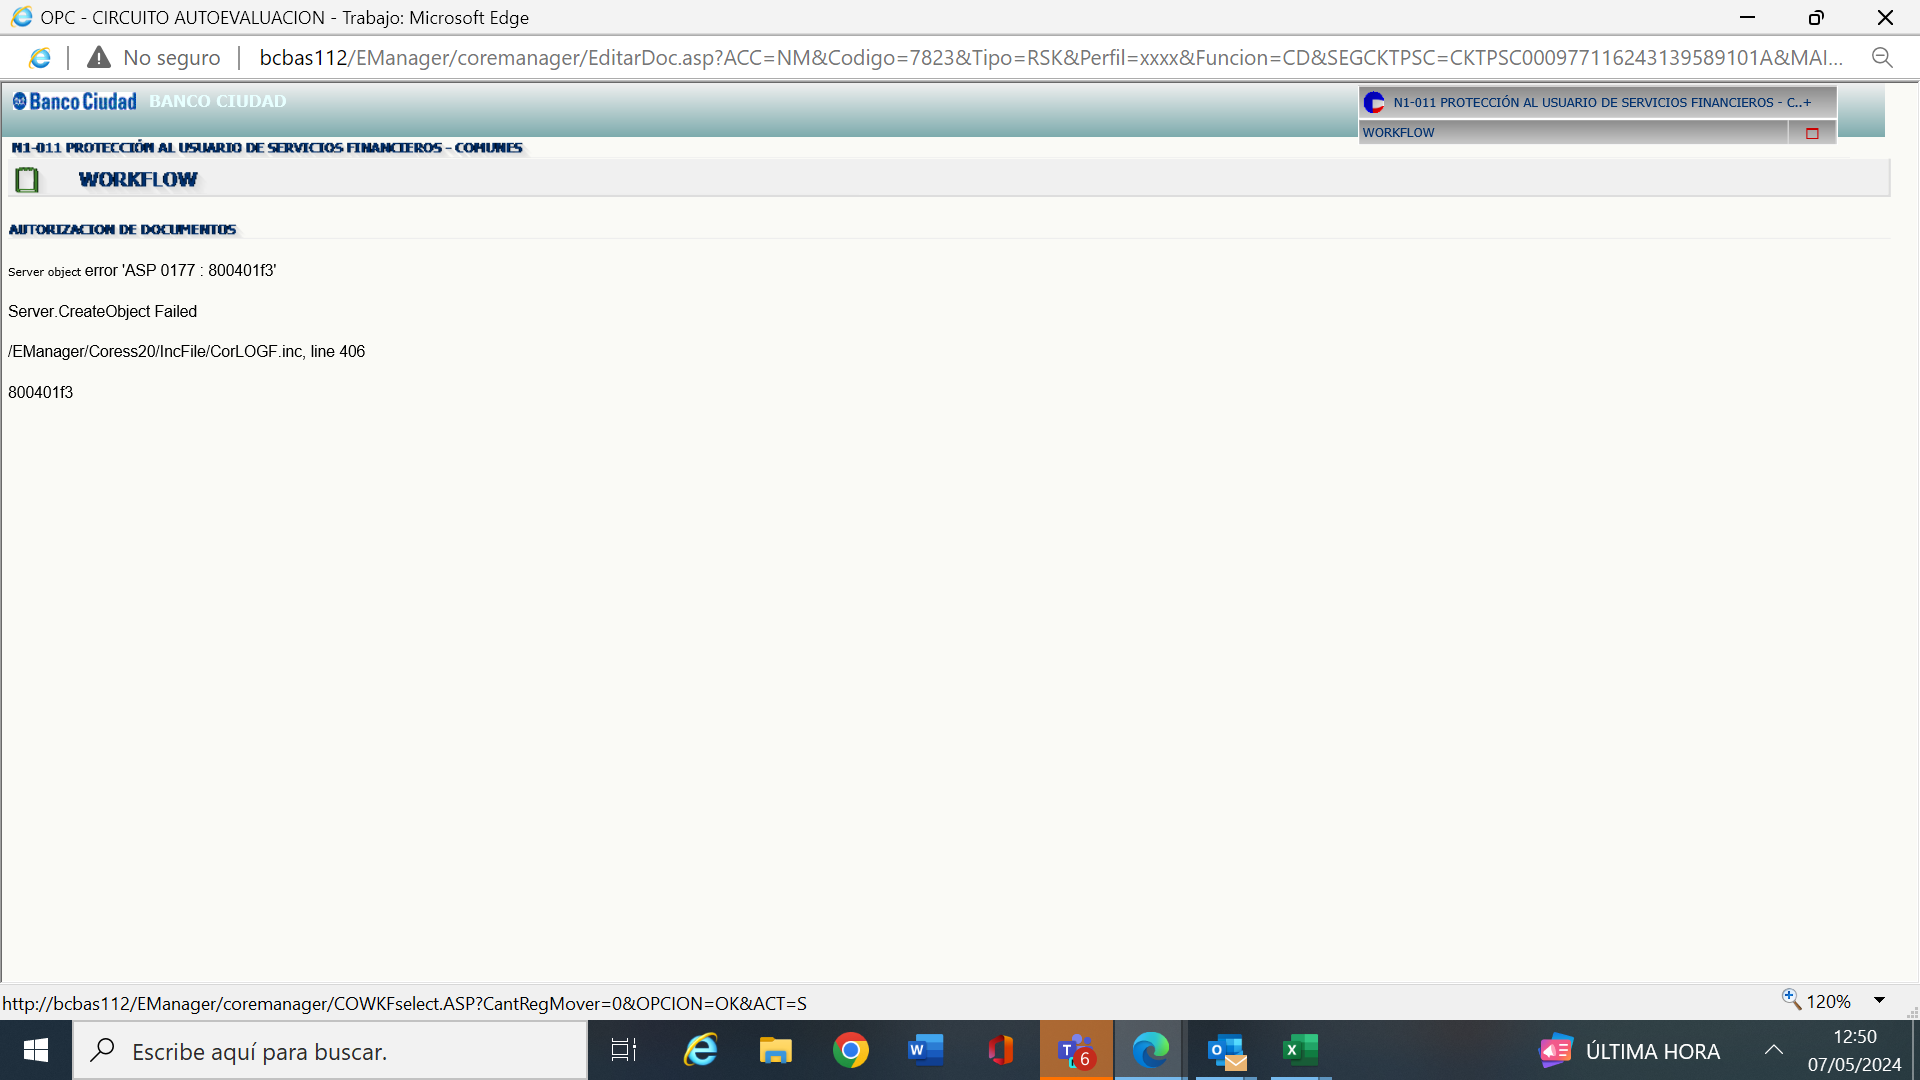 OPC - CIRCUITO AUTOEVALUACION - Trabajo: Microsoft Edge
No seguro
bcbas112/EManager/coremanager/EditarDoc.asp?ACC=NM&Codigo=7823&Tipo=RSK&Perfil=xxxx&Funcion=CD&SEGCKTPSC=CKTPSC000977116243139589101A&MAI...
Banco Ciudad BANCO CIUDAD
N1-011 PROTECCIÓN AL USUARIO DE SERVICIOS FINANCIEROS - C..+
WORKFLOW
N1-011 PROTECCIÓN AL USUARIO DE SERVICIOS FINANCIEROS - COMUNES
WORKFLOW
AUTORIZACION DE DOCUMENTOS
Server object error 'ASP 0177 : 800401f3'
Server.CreateObject Failed
/EManager/Coress20/IncFile/CorLOGF.inc, line 406
800401f3
http://bcbas112/EManager/coremanager/COWKFselect.ASP?CantRegMover=0&OPCION=OK&ACT=S
120%
Escribe aquí para buscar.
6
ÚLTIMA HORA
12:50
07/05/2024